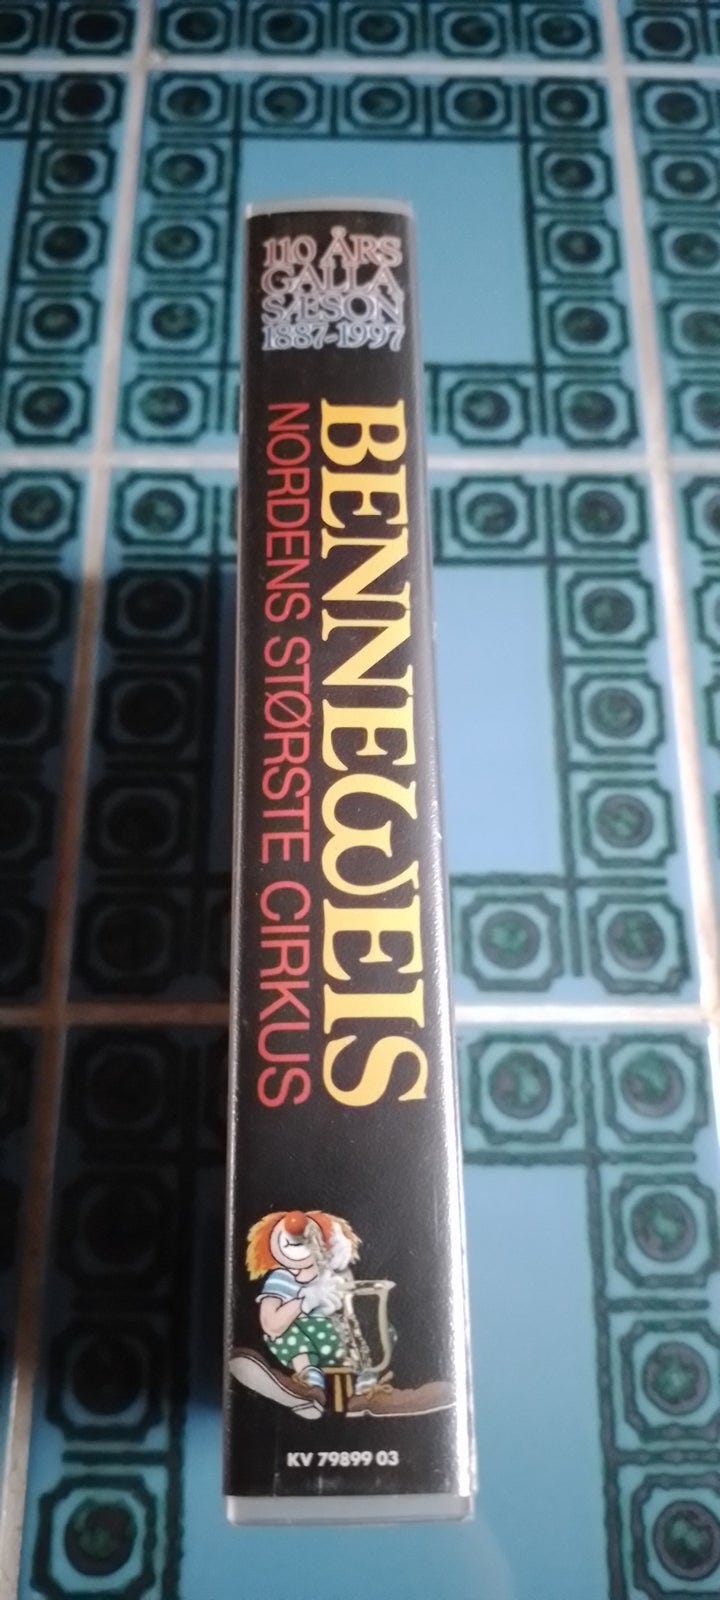 110 ÅRS
GALLA
SÆSON
1887-1997
BENNEWEIS
NORDENS STØRSTE CIRKUS
KV 79899 03